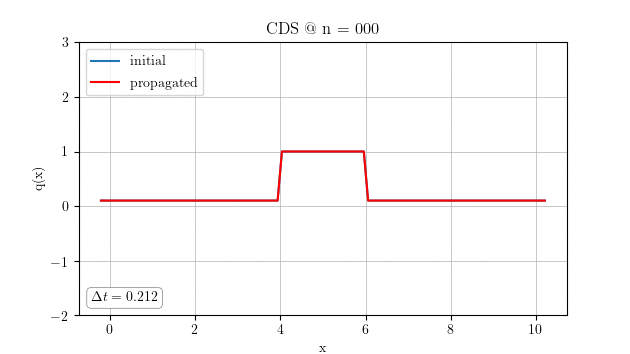 CDS @ n = 000
initial
propagated
3
2
1
0
−1
−2
q(x)
Δt = 0.212
0 2 4 6 8 10
x